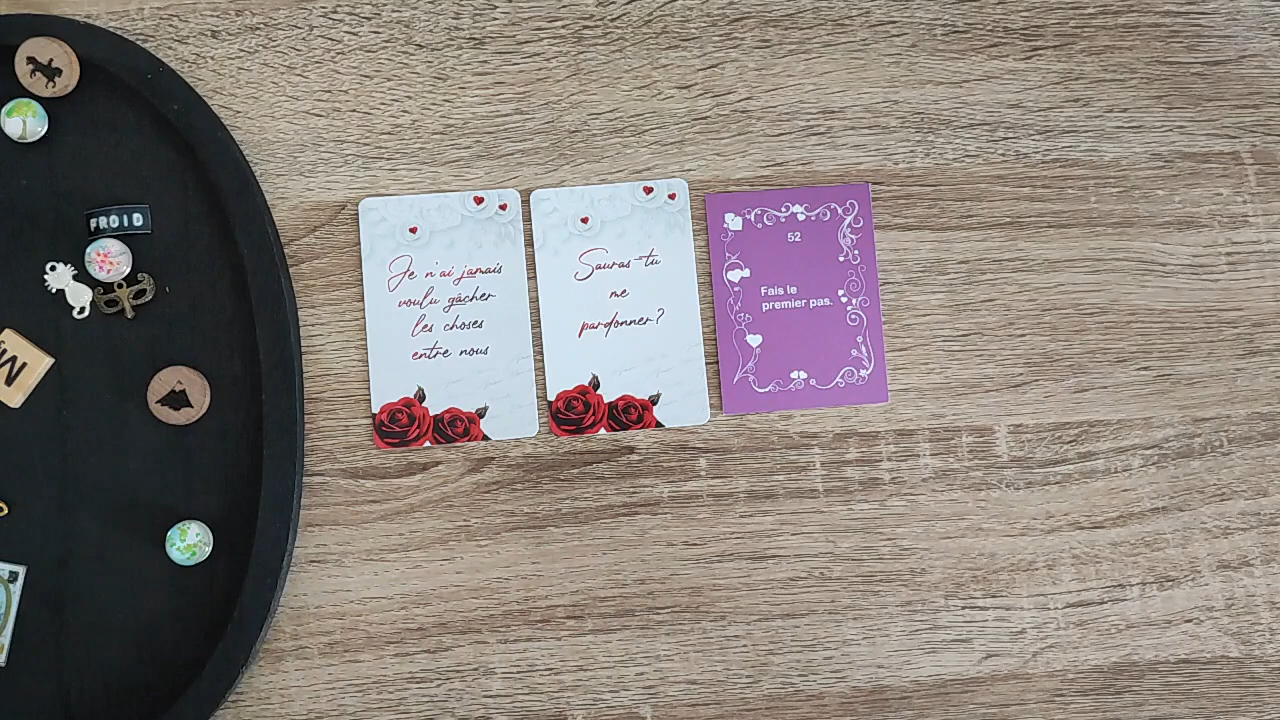 FROID
M
Je n'ai jamais
voulu gâcher
les choses
entre nous
Sauras-tu
me
pardonner?
52
Fais le
premier pas.